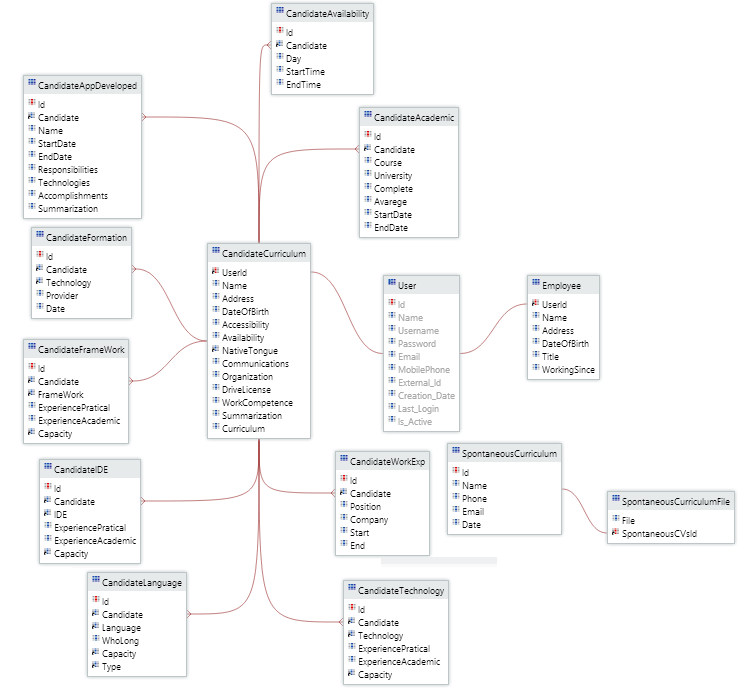 CandidateAvailability
Id
Candidate
Day
StartTime
EndTime
CandidateAppDeveloped
Id
Candidate
Name
StartDate
EndDate
Responsibilities
Technologies
Accomplishments
Summarization
CandidateAcademic
Id
Candidate
Course
University
Complete
Avarege
StartDate
EndDate
CandidateFormation
Id
Candidate
Technology
Provider
Date
CandidateCurriculum
UserId
Name
Address
DateOfBirth
Accessibility
Availability
NativeTongue
Communications
Organization
DriveLicense
WorkCompetence
Summarization
Curriculum
User
Id
Name
Username
Password
Email
MobilePhone
External_Id
Creation_Date
Last_Login
Is_Active
Employee
UserId
Name
Address
DateOfBirth
Title
WorkingSince
CandidateFrameWork
Id
Candidate
FrameWork
ExperiencePratical
ExperienceAcademic
Capacity
CandidateIDE
Id
Candidate
IDE
ExperiencePratical
ExperienceAcademic
Capacity
CandidateWorkExp
Id
Candidate
Position
Company
Start
End
SpontaneousCurriculum
Id
Name
Phone
Email
Date
SpontaneousCurriculumFile
File
SpontaneousCVsId
CandidateLanguage
Id
Candidate
Language
WhoLong
Capacity
Type
CandidateTechnology
Id
Candidate
Technology
ExperiencePratical
ExperienceAcademic
Capacity